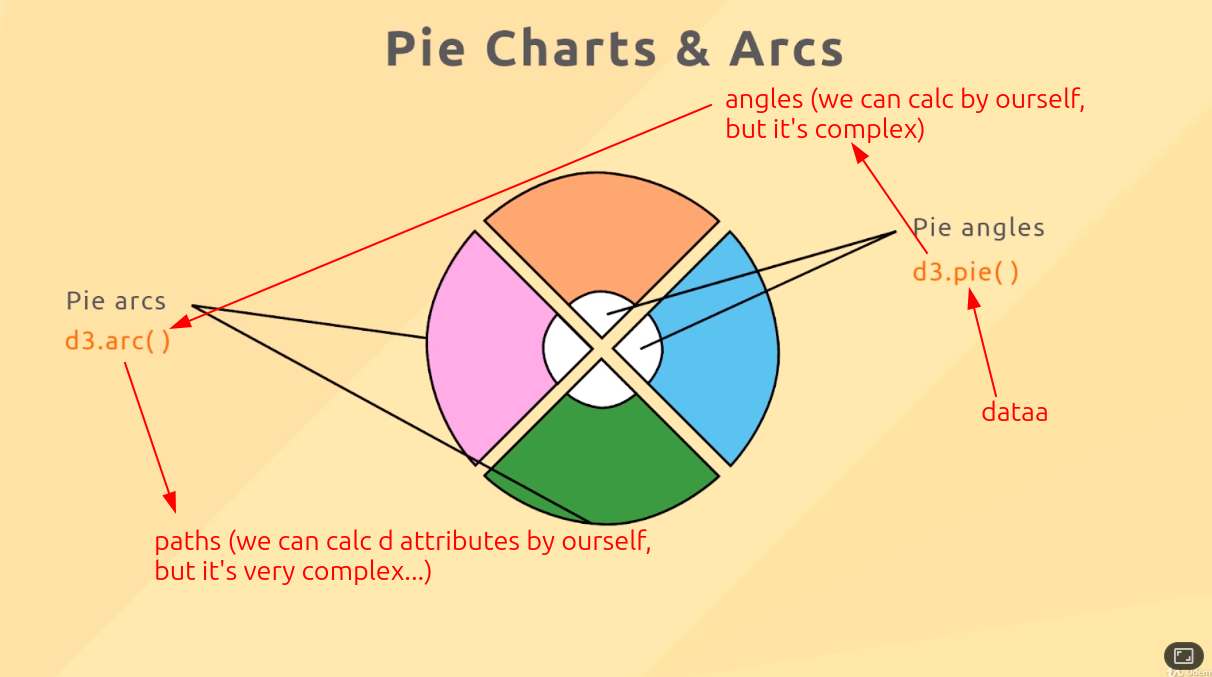 Pie Charts & Arcs
angles (we can calc by ourself,
but it's complex)
Pie angles
d3.pie( )
Pie arcs
d3.arc( )
dataa
paths (we can calc d attributes by ourself,
but it's very complex...)
Udemy